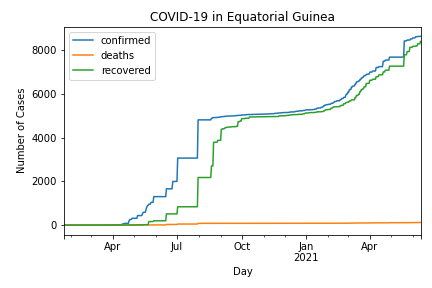 COVID-19 in Equatorial Guinea
confirmed
deaths
recovered
Number of Cases
8000
6000
4000
2000
0
Apr
Jul
Oct
Jan
2021
Apr
Day